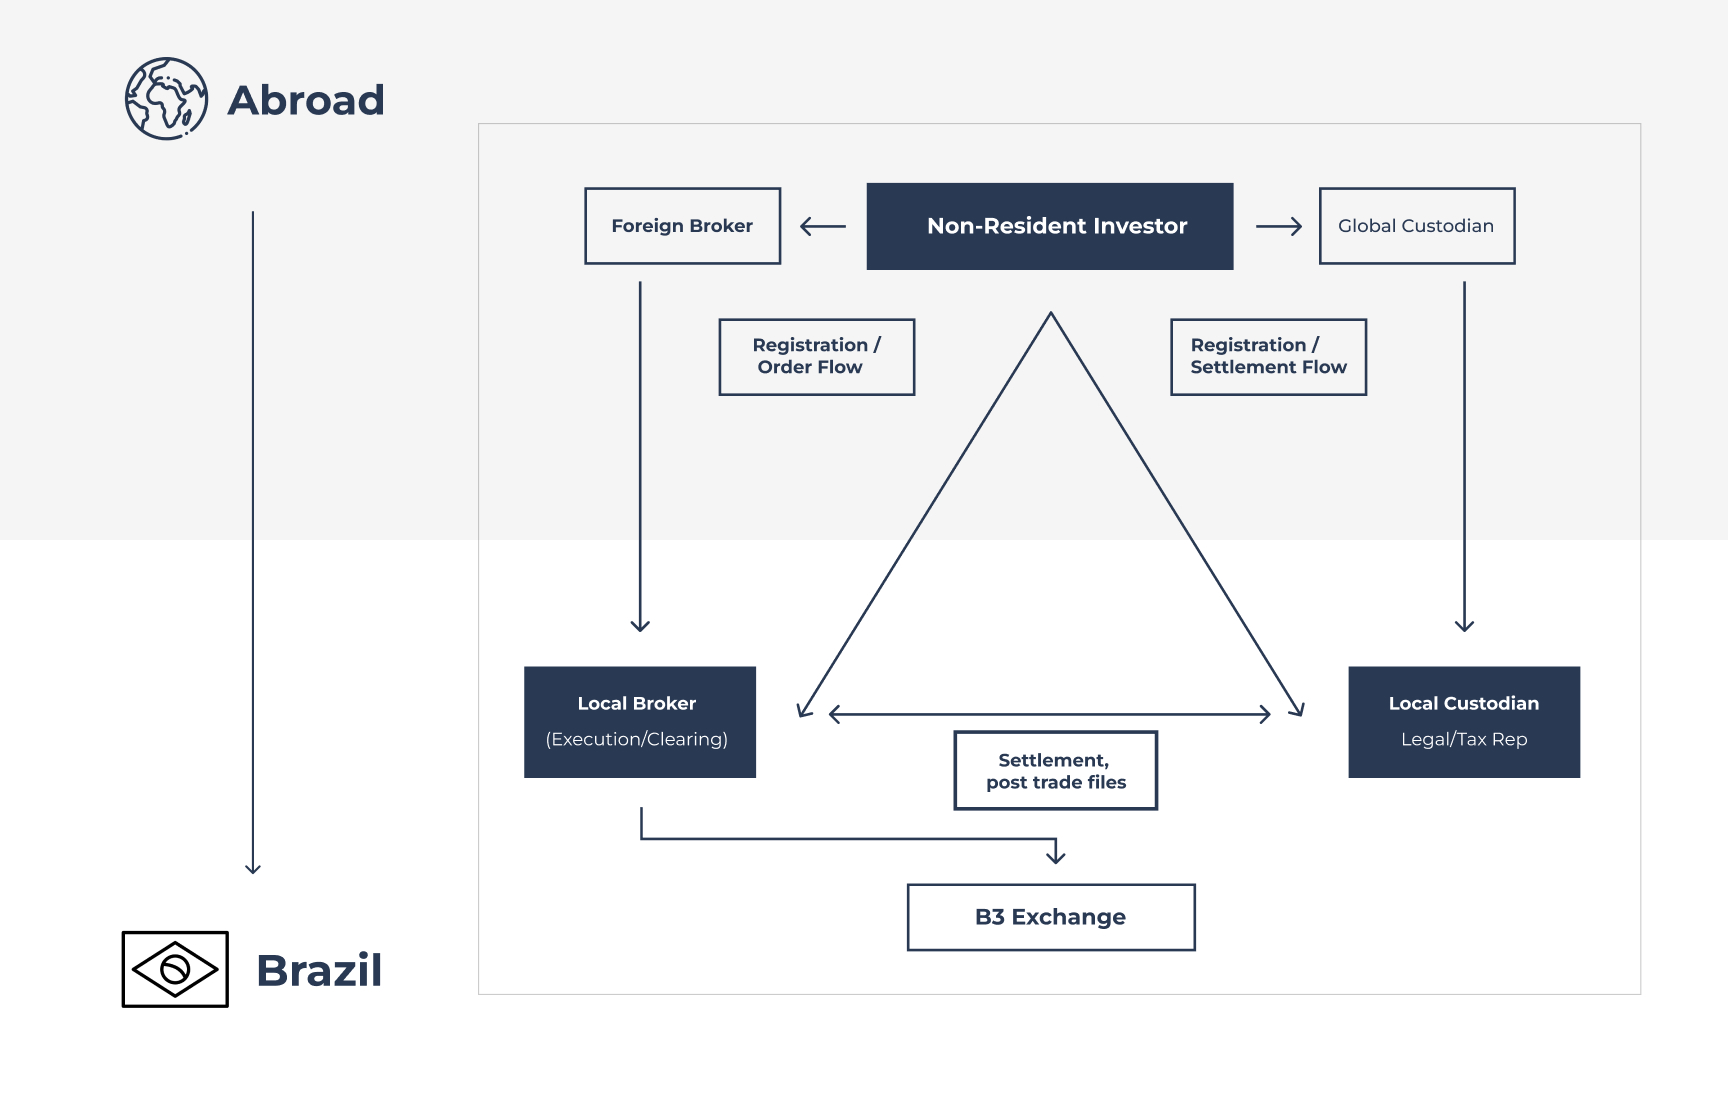 Abroad
Foreign Broker
Non-Resident Investor
Global Custodian
Registration /
Order Flow
Registration /
Settlement Flow
Local Broker
(Execution/Clearing)
Local Custodian
Legal/Tax Rep
Settlement,
post trade files
B3 Exchange
Brazil